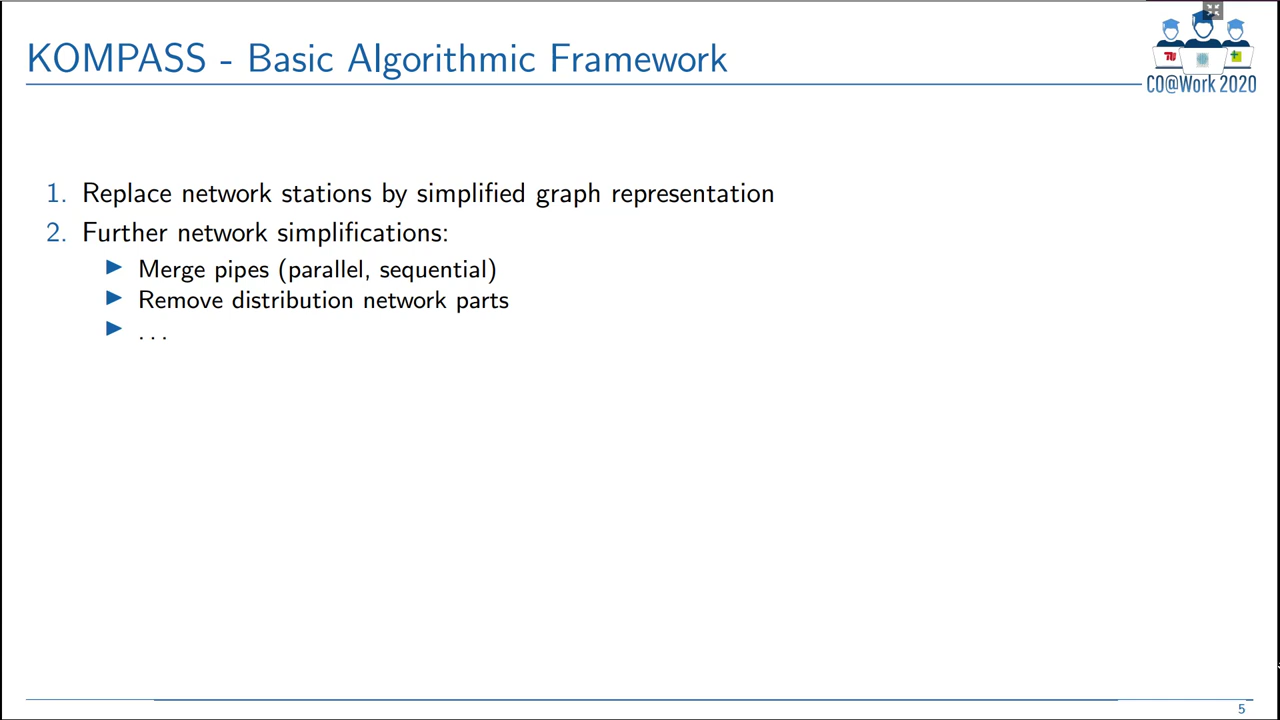 KOMPASS - Basic Algorithmic Framework
CO@Work 2020
1. Replace network stations by simplified graph representation
2. Further network simplifications:
▶ Merge pipes (parallel, sequential)
▶ Remove distribution network parts
▶ . . .
5